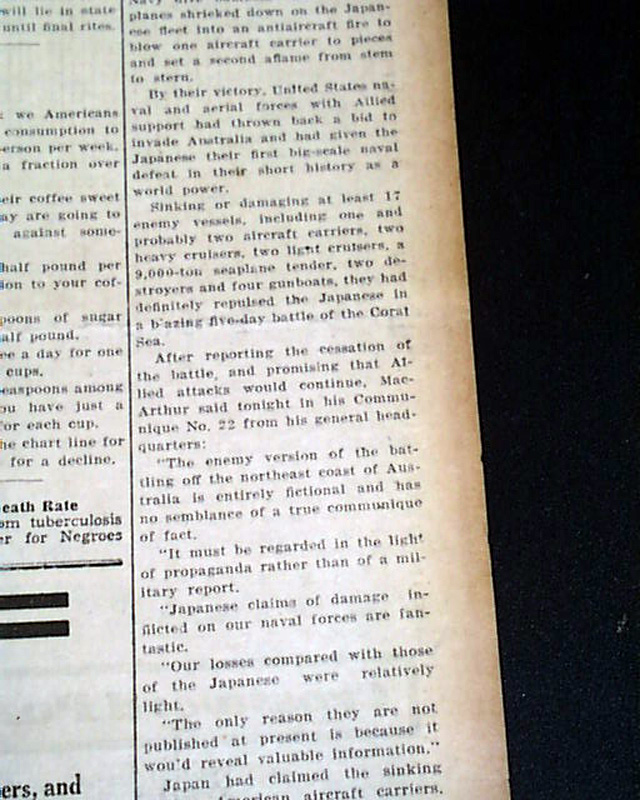 will lie in state
until final rites.
we Americans
consumption to
person per week.
a fraction over
eir coffee sweet
ay are going to
against some-
half pound per
ion to your cof-
poons of sugar
alf pound.
ee a day for one
cups.
easpoons among
ou have just a
for each cup.
he chart line for
for a decline.
eath Rate
om tuberculosis
er for Negroes
ers, and
planes shrieked down on the Japan-
ese fleet into an antiaircraft fire to
blow one aircraft carrier to pieces
and set a second aflame from stem
to stern.
By their victory, United States na-
val and aerial forces with Allied
support had thrown back a bid to
invade Australia and had given the
Japanese their first big-scale naval
defeat in their short history as a
world power.
Sinking or damaging at least 17
enemy vessels, including one and
probably two aircraft carriers, two
heavy cruisers, two light cruisers, a
9,000-ton seaplane tender, two de-
stroyers and four gunboats, they had
definitely repulsed the Japanese in
a b'azing five-day battle of the Coral
Sea.
After reporting the cessation of
the battle, and promising that Al-
lied attacks would continue, Mac-
Arthur said tonight in his Commu-
nique No. 22 from his general head-
quarters:
"The enemy version of the bat-
tling off the northeast coast of Aus-
tralia is entirely fictional and has
no semblance of a true communique
of fact.
"It must be regarded in the light
of propaganda rather than of a mil-
itary report.
"Japanese claims of damage in-
flicted on our naval forces are fan-
tastic.
"Our losses compared with those
of the Japanese were relatively
light.
"The only reason they are not
published at present is because it
wou'd reveal valuable information."
Japan had claimed the sinking
American aircraft carriers,